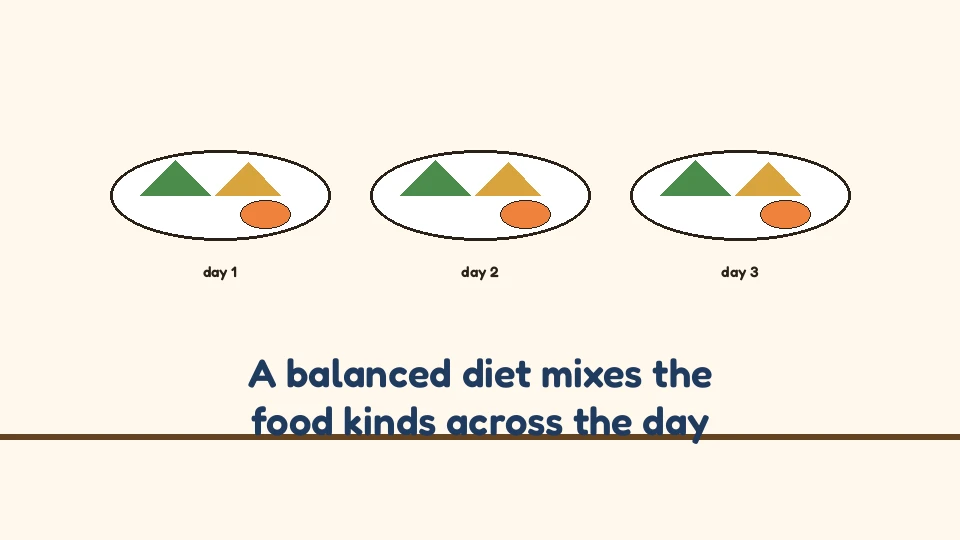 day 1
day 2
day 3
A balanced diet mixes the
food kinds across the day